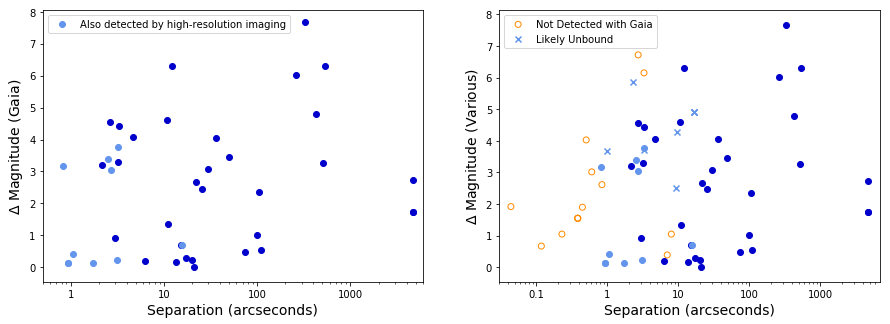 Also detected by high-resolution imaging
8
7
6
5
4
3
2
1
0
Δ Magnitude (Gaia)
1 10 100 1000
Separation (arcseconds)
Not Detected with Gaia
Likely Unbound
8
7
6
5
4
3
2
1
0
Δ Magnitude (Various)
0.1 1 10 100 1000
Separation (arcseconds)